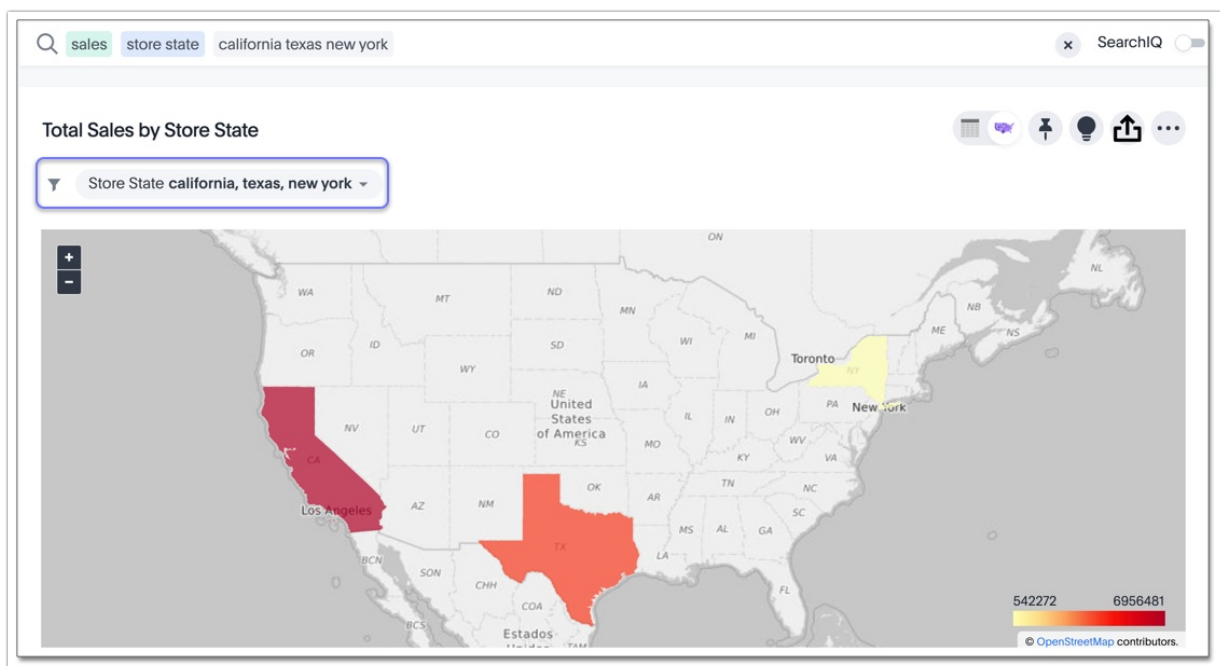 sales store state california texas new york
SearchIQ
Total Sales by Store State
Store State california, texas, new york
+
−
ON
NL
WA
MT
ND
MN
NB
ME
NS
OR
ID
SD
WI
MI
Toronto
NY
WY
IA
NE
United
States
of America
KS
PA
New York
NV
UT
CO
IL
IN
OH
MO
WV
KY
VA
CA
Los Angeles
AZ
NM
OK
AR
TN
NC
SC
MS
AL
GA
TX
LA
BCN
SON
CHH
COA
FL
BCS
Estados
TAM
542272 6956481
© OpenStreetMap contributors.